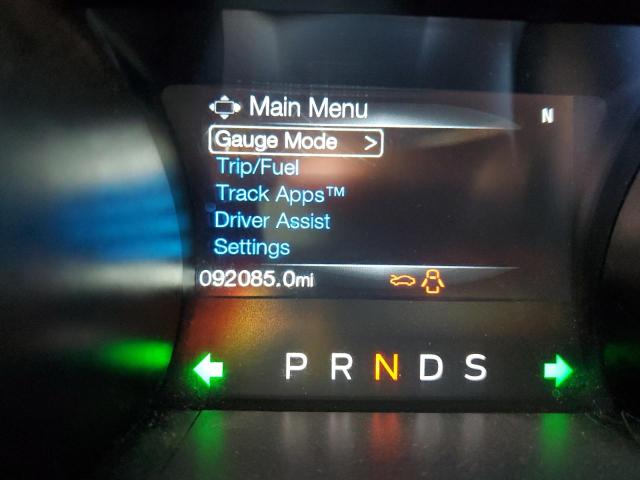 Main Menu
N
Gauge Mode >
Trip/Fuel
Track Apps™
Driver Assist
Settings
092085.0mi
P R N D S